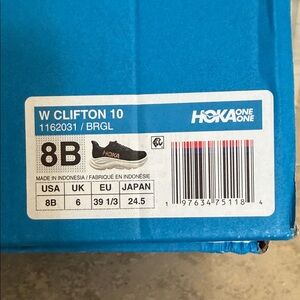 W CLIFTON 10
1162031 / BRGL
HOKA ONE ONE
8B
HOKA
MADE IN INDONESIA / FABRIQUÉ EN INDONÉSIE
USA UK EU JAPAN
8B 6 39 1/3 24.5
1 97634 75118 4